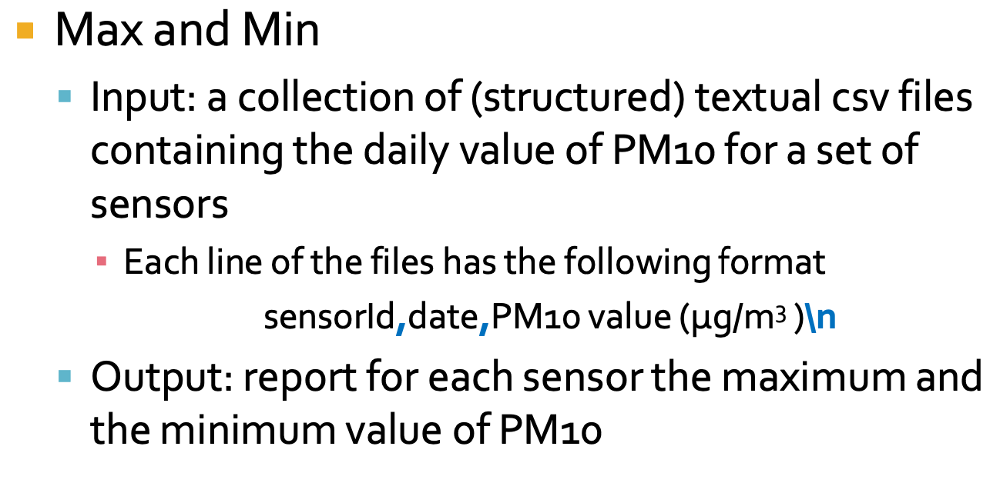 Max and Min
Input: a collection of (structured) textual csv files
containing the daily value of PM10 for a set of
sensors
Each line of the files has the following format
sensorId,date,PM10 value (μg/m³ )\n
Output: report for each sensor the maximum and
the minimum value of PM10